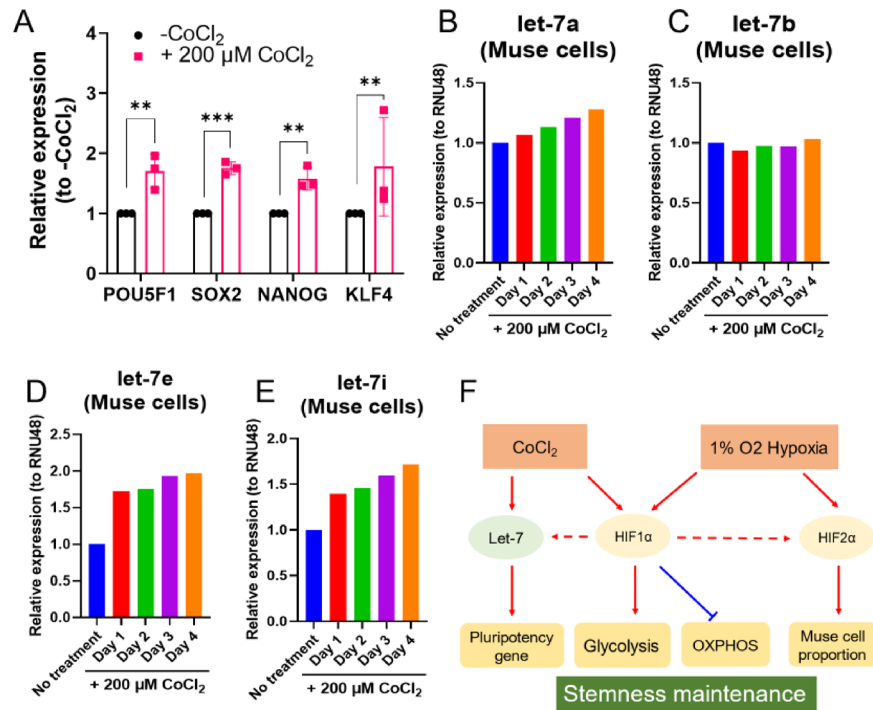 A
-CoCl₂
+ 200 µM CoCl₂
Relative expression
(to -CoCl₂)
4
3
2
1
0
**
***
**
**
POU5F1 SOX2 NANOG KLF4
B
let-7a
(Muse cells)
Relative expression (to RNU48)
1.5
1.0
0.5
0.0
No treatment
Day 1
Day 2
Day 3
Day 4
+ 200 µM CoCl₂
C
let-7b
(Muse cells)
Relative expression (to RNU48)
1.5
1.0
0.5
0.0
No treatment
Day 1
Day 2
Day 3
Day 4
+ 200 µM CoCl₂
D
let-7e
(Muse cells)
Relative expression (to RNU48)
2.5
2.0
1.5
1.0
0.5
0.0
No treatment
Day 1
Day 2
Day 3
Day 4
+ 200 µM CoCl₂
E
let-7i
(Muse cells)
Relative expression (to RNU48)
2.0
1.5
1.0
0.5
0.0
No treatment
Day 1
Day 2
Day 3
Day 4
+ 200 µM CoCl₂
F
CoCl₂
1% O2 Hypoxia
Let-7
HIF1α
HIF2α
Pluripotency
gene
Glycolysis
OXPHOS
Muse cell
proportion
Stemness maintenance